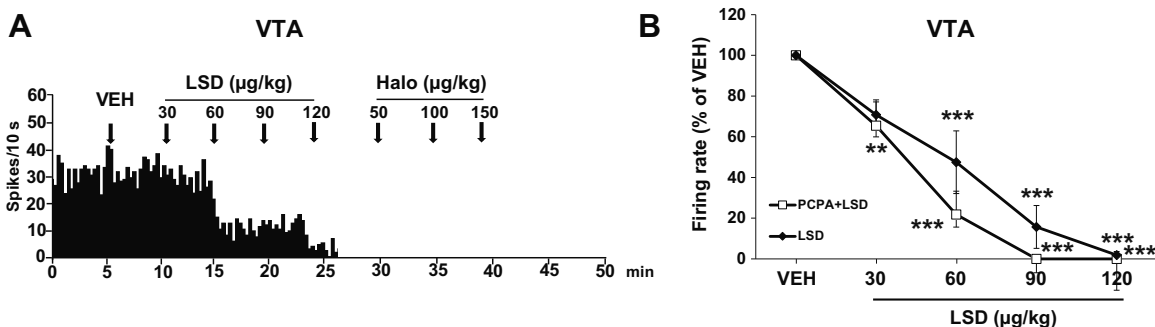 A
VTA
LSD (µg/kg)
Halo (µg/kg)
VEH
30 60 90 120
50 100 150
Spikes/10 s
60
50
40
30
20
10
0
0 5 10 15 20 25 30 35 40 45 50 min
B
VTA
Firing rate (% of VEH)
120
100
80
60
40
20
0
**
***
***
***
***
***
***
PCPA+LSD
LSD
VEH 30 60 90 120
LSD (µg/kg)